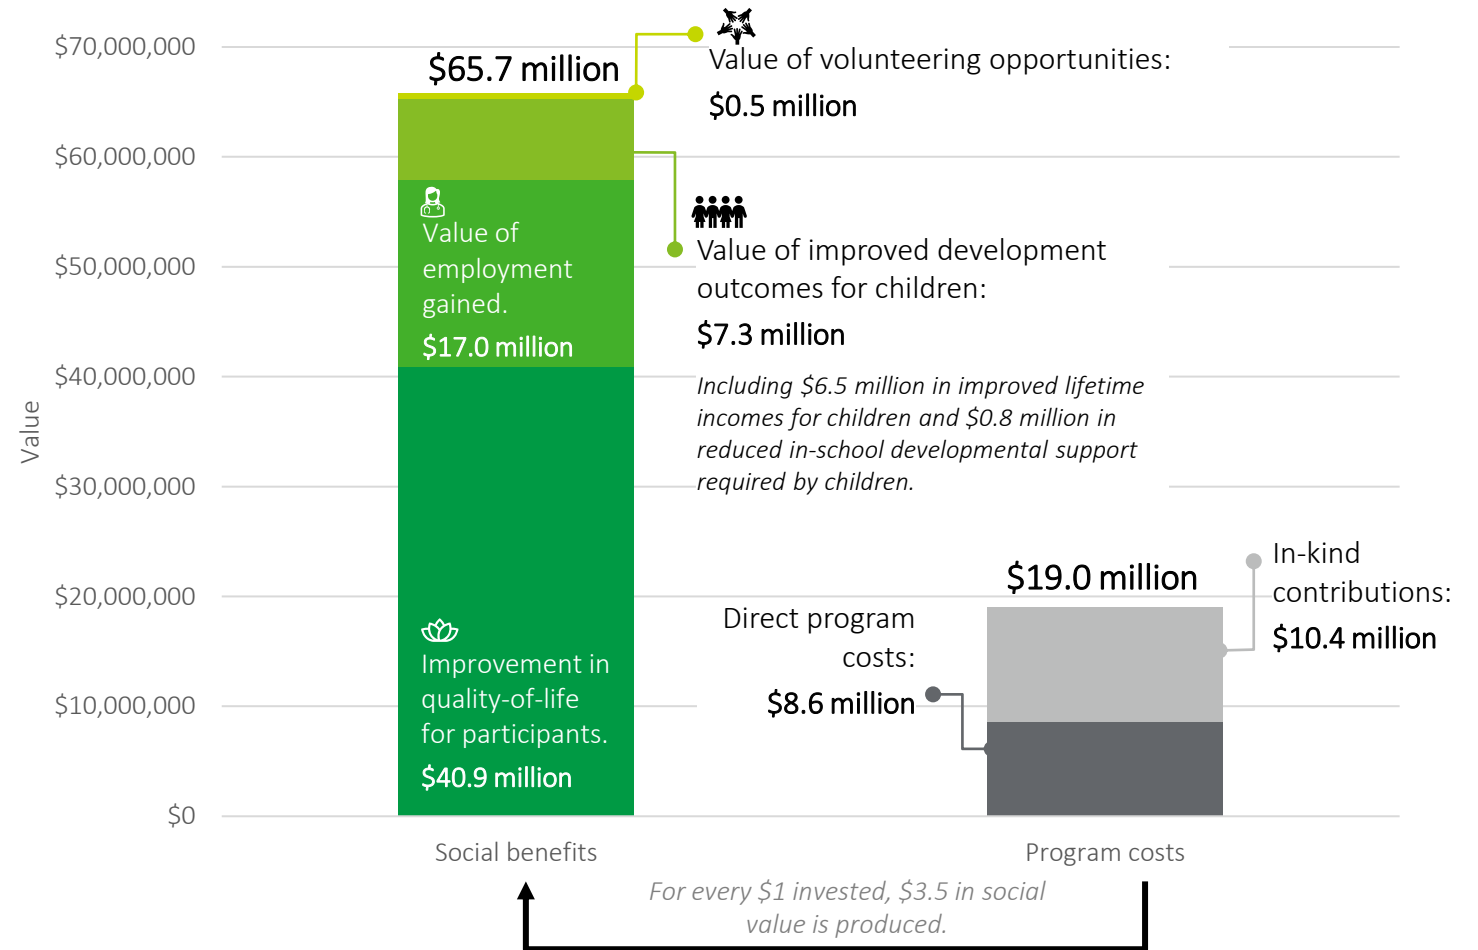 $70,000,000
$60,000,000
$50,000,000
$40,000,000
$30,000,000
$20,000,000
$10,000,000
$0
Value
$65.7 million
Value of volunteering opportunities:
$0.5 million
Value of
employment
gained.
$17.0 million
Value of improved development
outcomes for children:
$7.3 million
Including $6.5 million in improved lifetime
incomes for children and $0.8 million in
reduced in-school developmental support
required by children.
Improvement in
quality-of-life
for participants.
$40.9 million
$19.0 million
Direct program
costs:
$8.6 million
In-kind
contributions:
$10.4 million
Social benefits
Program costs
For every $1 invested, $3.5 in social
value is produced.